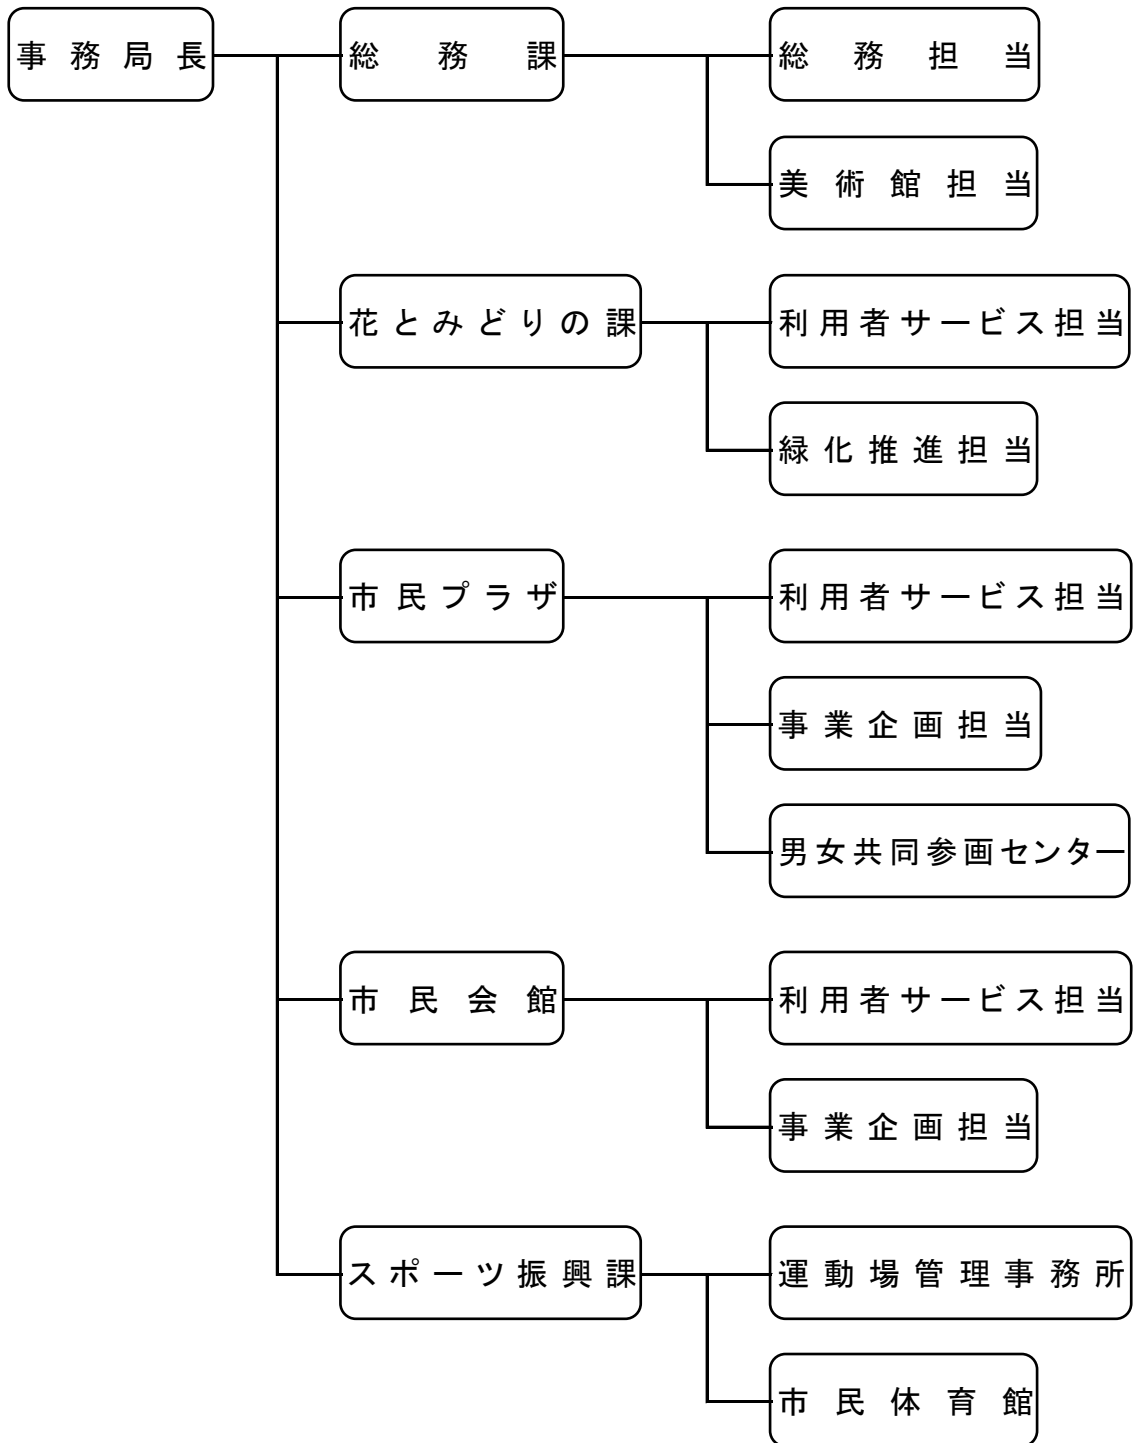 事務局長
総務課
総務担当
美術館担当
花とみどりの課
利用者サービス担当
緑化推進担当
市民プラザ
利用者サービス担当
事業企画担当
男女共同参画センター
市民会館
利用者サービス担当
事業企画担当
スポーツ振興課
運動場管理事務所
市民体育館